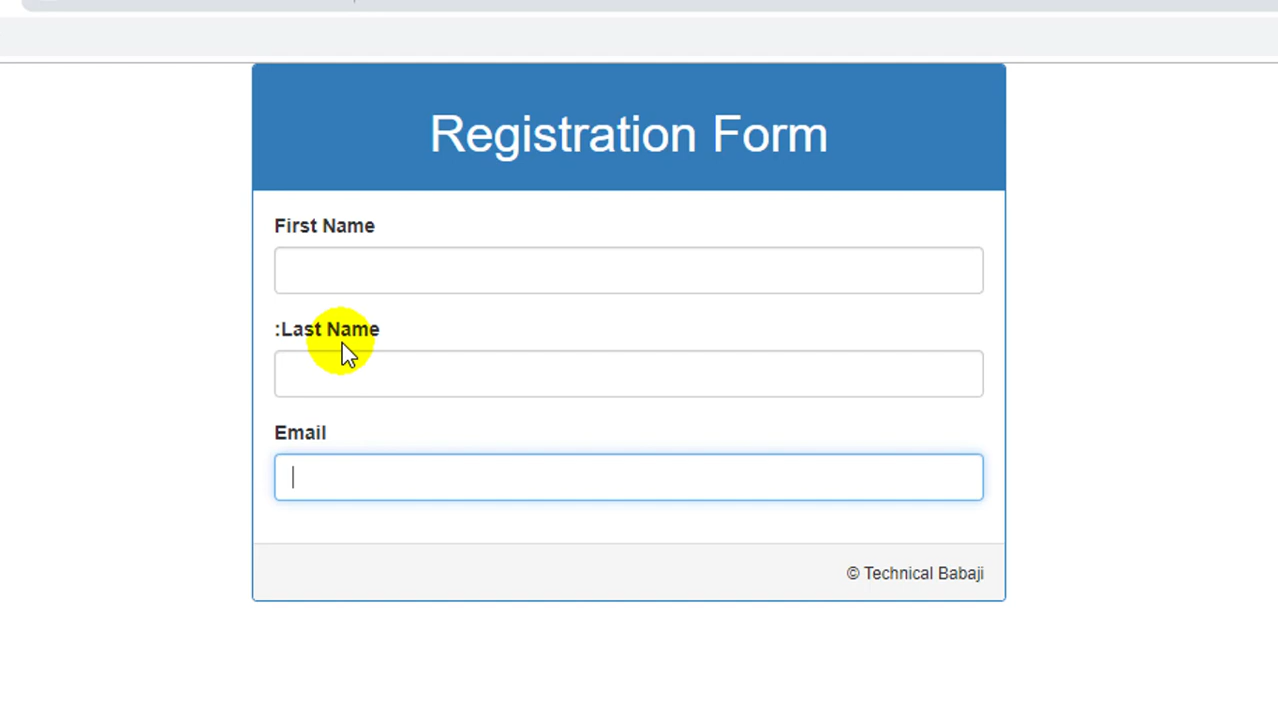 Registration Form
First Name
:Last Name
Email
© Technical Babaji